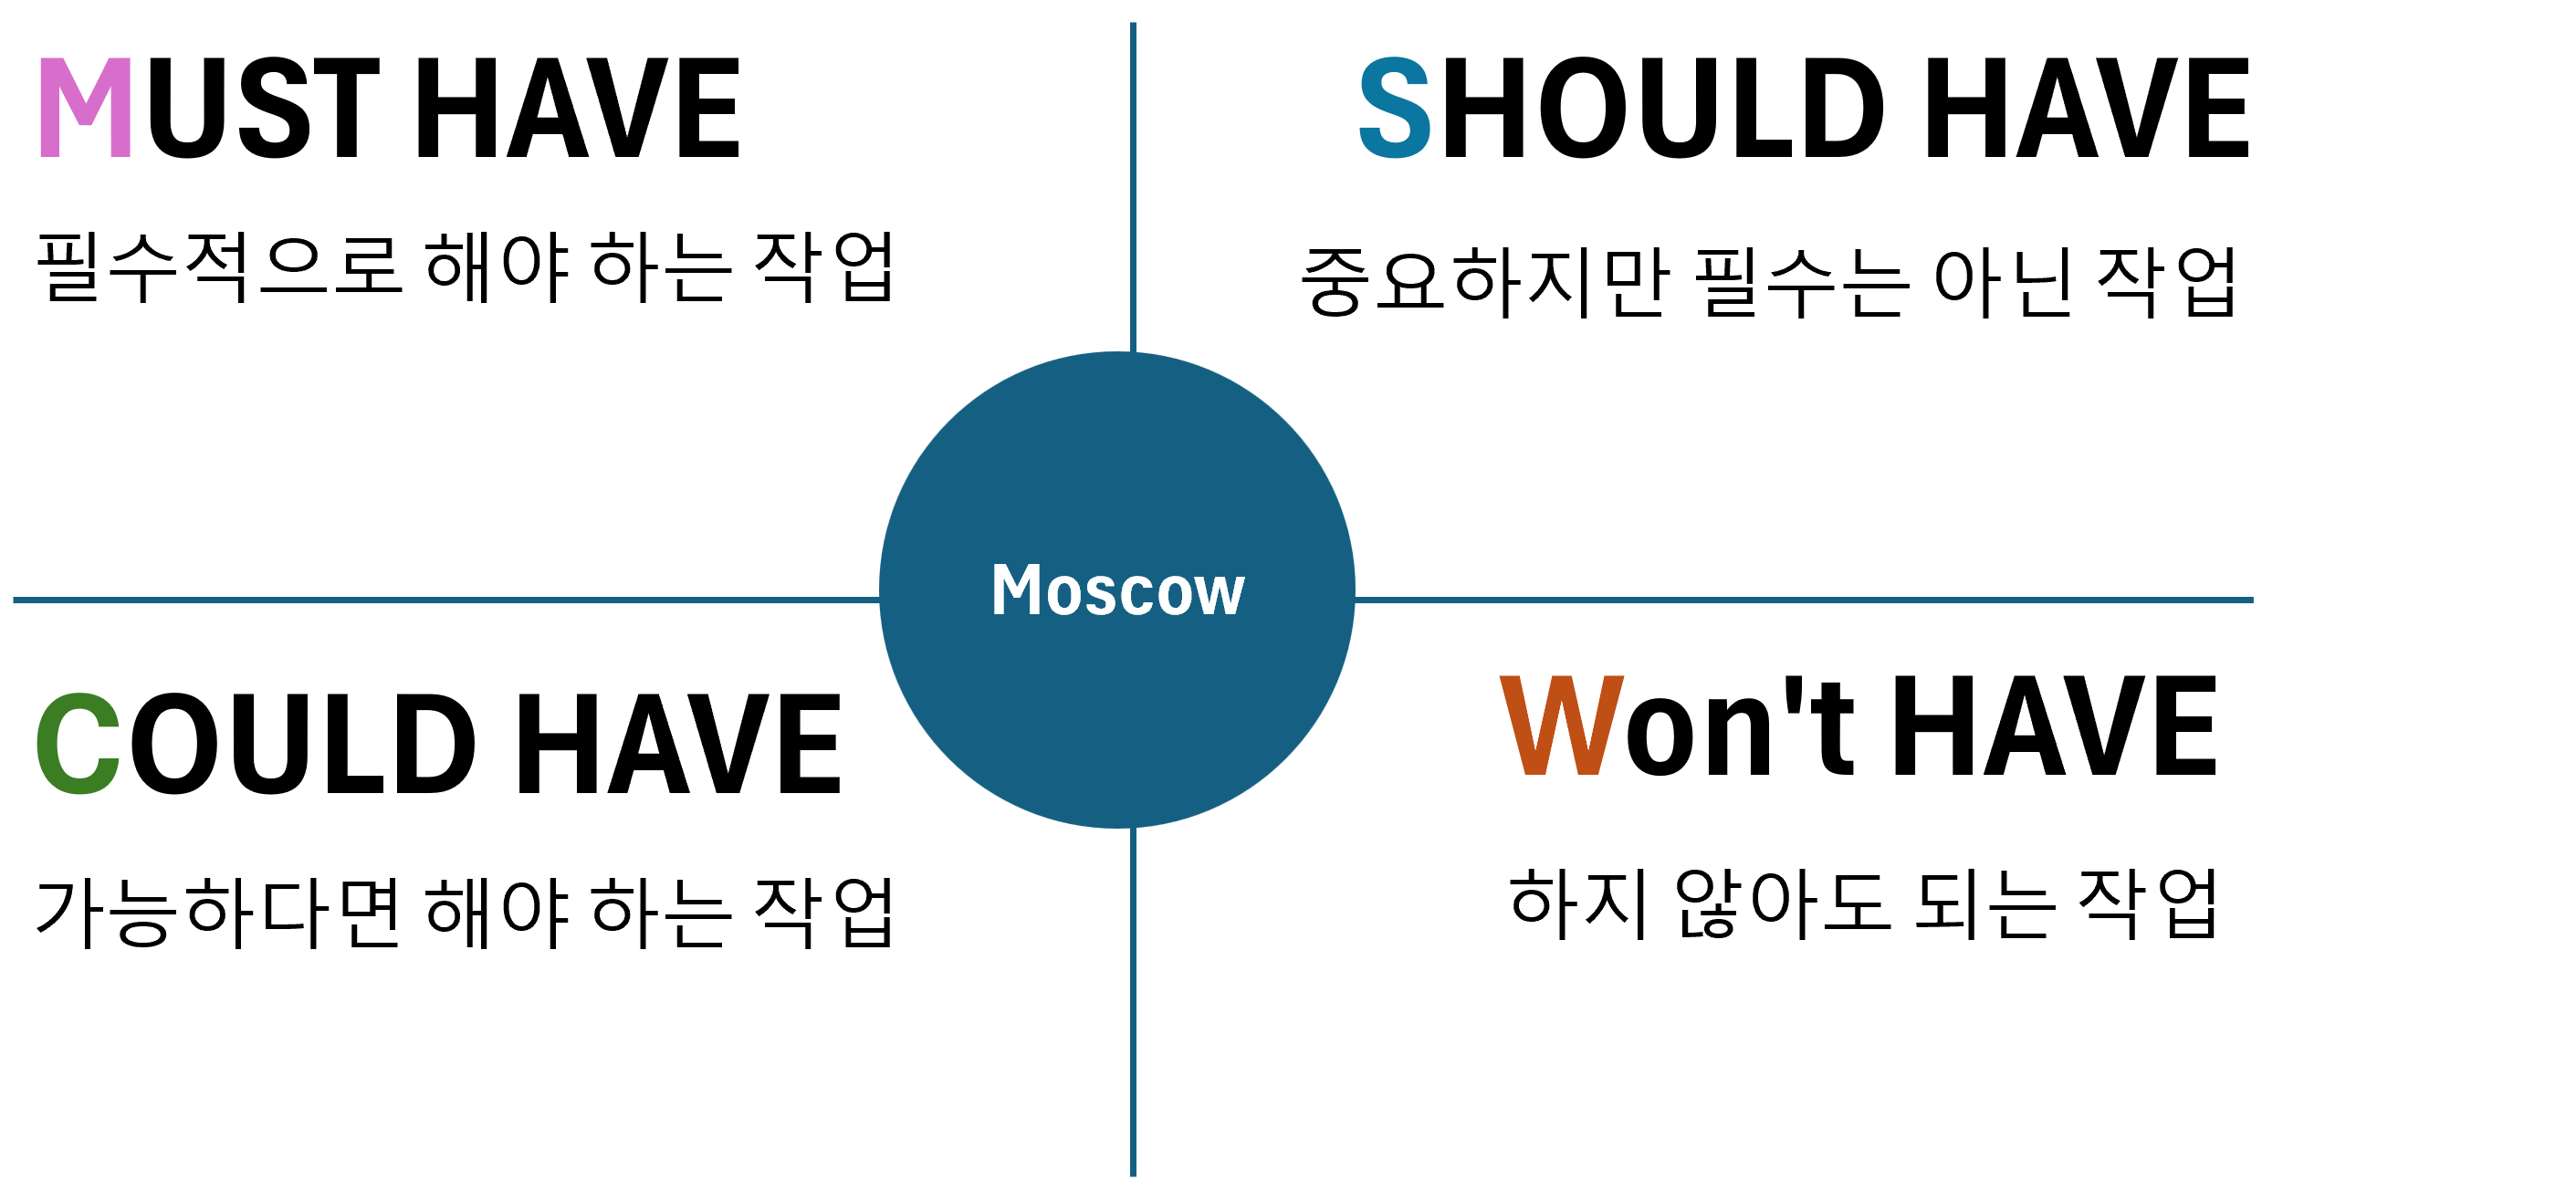 MUST HAVE
필수적으로 해야 하는 작업
SHOULD HAVE
중요하지만 필수는 아닌 작업
Moscow
COULD HAVE
가능하다면 해야 하는 작업
Won't HAVE
하지 않아도 되는 작업